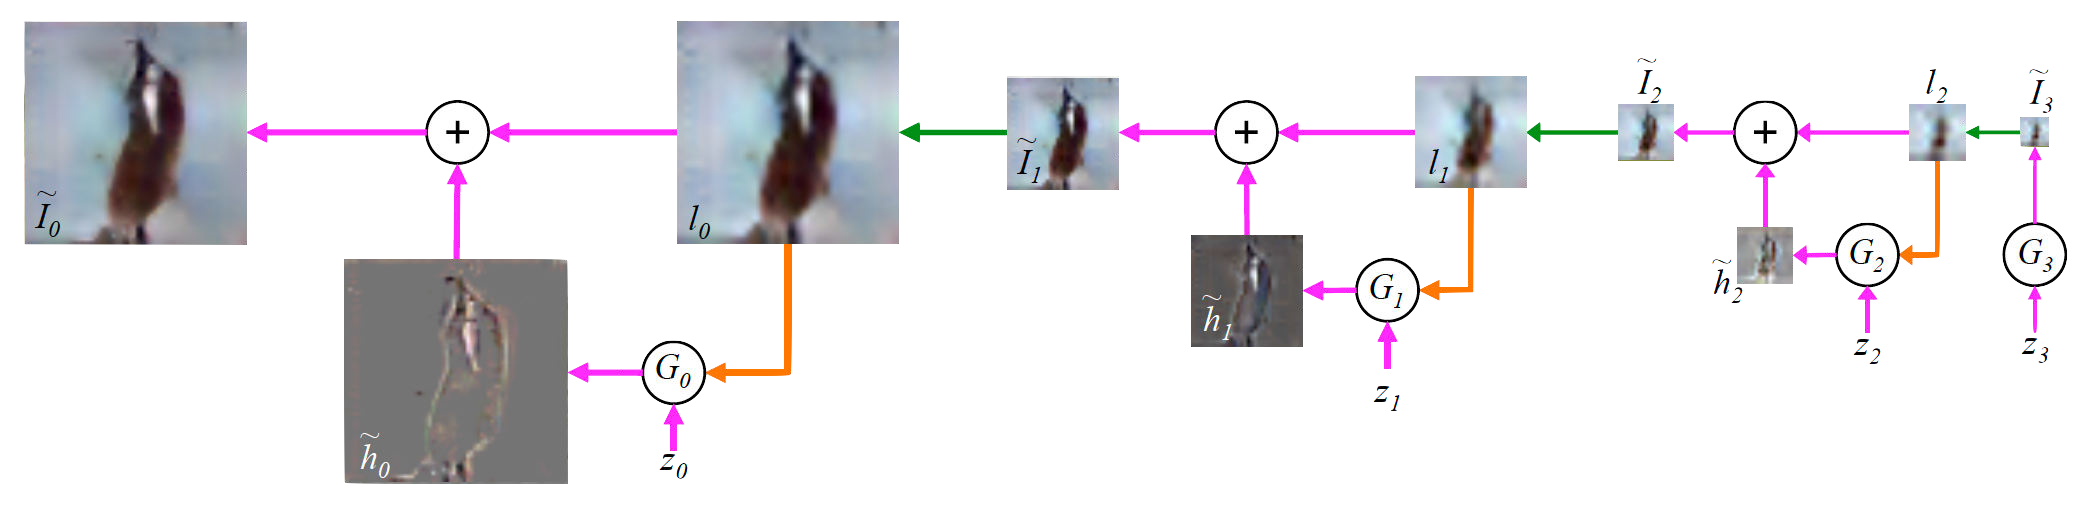 Ĩ₀
+
l₀
h̃₀
G₀
z₀
Ĩ₁
+
l₁
h̃₁
G₁
z₁
Ĩ₂
+
l₂
h̃₂
G₂
z₂
Ĩ₃
G₃
z₃